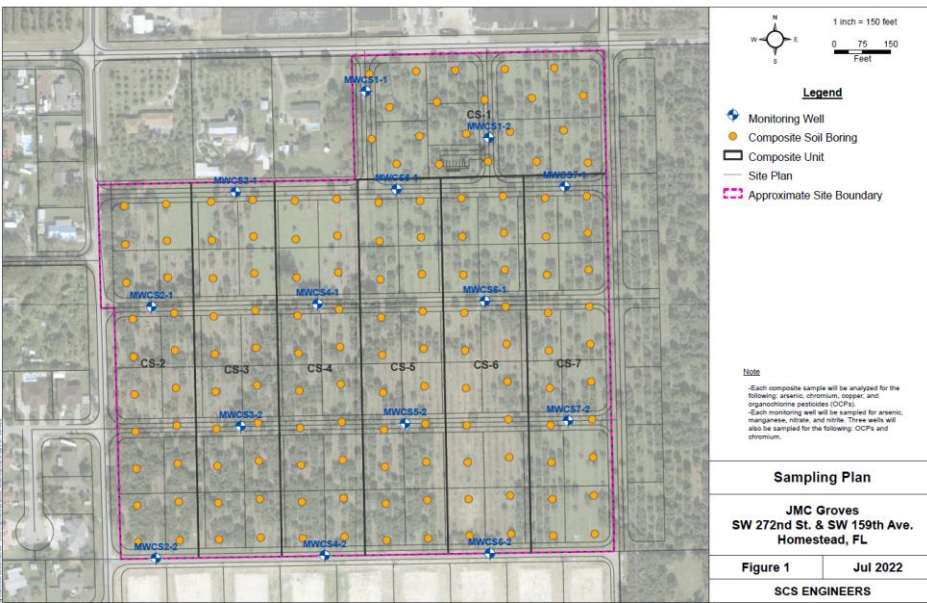 N
W E
S
1 inch = 150 feet
0 75 150
Feet
Legend
Monitoring Well
Composite Soil Boring
Composite Unit
Site Plan
Approximate Site Boundary
MWCS1-1
CS-1
MWCS1-2
MWCS3-1
MWCS5-1
MWCS7-1
MWCS2-1
MWCS4-1
MWCS6-1
CS-2
CS-3
CS-4
CS-5
CS-6
CS-7
MWCS3-2
MWCS5-2
MWCS7-2
MWCS2-2
MWCS4-2
MWCS6-2
Note
-Each composite sample will be analyzed for the
following: arsenic, chromium, copper, and
organochlorine pesticides (OCPs).
-Each monitoring well will be sampled for arsenic,
manganese, nitrate, and nitrite. Three wells will
also be sampled for the following: OCPs and
chromium.
Sampling Plan
JMC Groves
SW 272nd St. & SW 159th Ave.
Homestead, FL
Figure 1
Jul 2022
SCS ENGINEERS